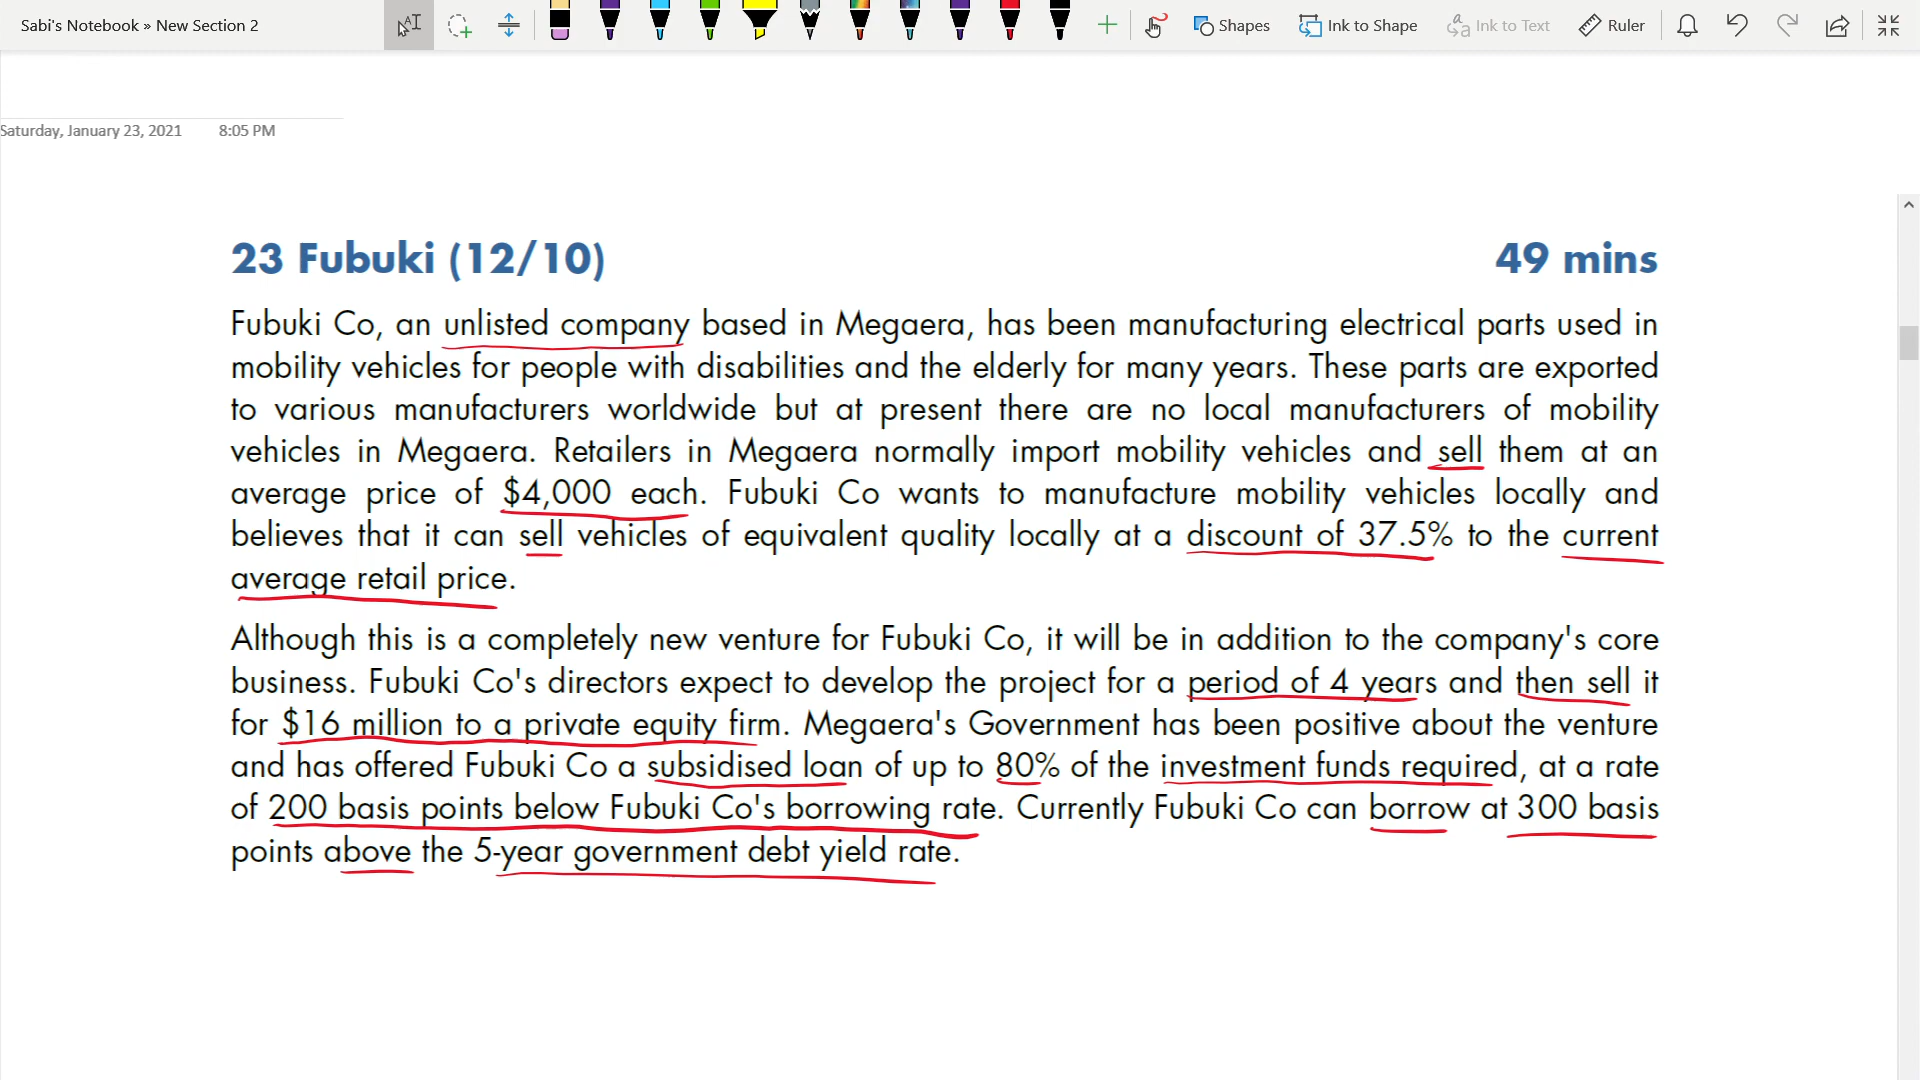 Sabi's Notebook » New Section 2
Shapes
Ink to Shape
Ink to Text
Ruler
Saturday, January 23, 2021 8:05 PM
23 Fubuki (12/10) 49 mins
Fubuki Co, an unlisted company based in Megaera, has been manufacturing electrical parts used in
mobility vehicles for people with disabilities and the elderly for many years. These parts are exported
to various manufacturers worldwide but at present there are no local manufacturers of mobility
vehicles in Megaera. Retailers in Megaera normally import mobility vehicles and sell them at an
average price of $4,000 each. Fubuki Co wants to manufacture mobility vehicles locally and
believes that it can sell vehicles of equivalent quality locally at a discount of 37.5% to the current
average retail price.
Although this is a completely new venture for Fubuki Co, it will be in addition to the company's core
business. Fubuki Co's directors expect to develop the project for a period of 4 years and then sell it
for $16 million to a private equity firm. Megaera's Government has been positive about the venture
and has offered Fubuki Co a subsidised loan of up to 80% of the investment funds required, at a rate
of 200 basis points below Fubuki Co's borrowing rate. Currently Fubuki Co can borrow at 300 basis
points above the 5-year government debt yield rate.